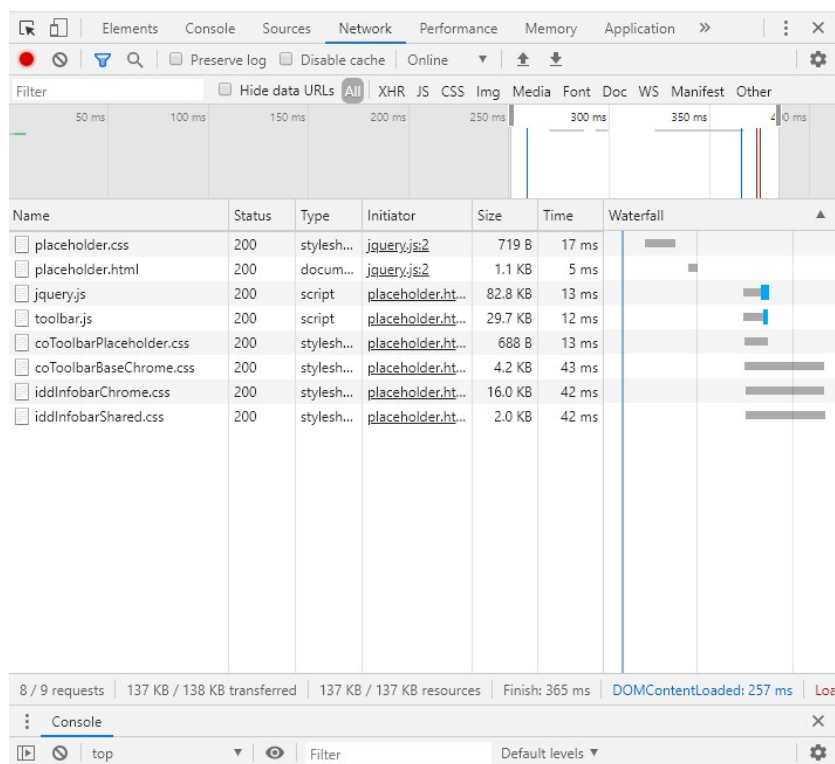 Elements Console Sources Network Performance Memory Application »
Preserve log Disable cache Online
Filter Hide data URLs All XHR JS CSS Img Media Font Doc WS Manifest Other
50 ms 100 ms 150 ms 200 ms 250 ms 300 ms 350 ms
Name Status Type Initiator Size Time Waterfall
placeholder.css 200 stylesh... jquery.js:2 719 B 17 ms
placeholder.html 200 docum... jquery.js:2 1.1 KB 5 ms
jquery.js 200 script placeholder.ht... 82.8 KB 13 ms
toolbar.js 200 script placeholder.ht... 29.7 KB 12 ms
coToolbarPlaceholder.css 200 stylesh... placeholder.ht... 688 B 13 ms
coToolbarBaseChrome.css 200 stylesh... placeholder.ht... 4.2 KB 43 ms
iddInfobarChrome.css 200 stylesh... placeholder.ht... 16.0 KB 42 ms
iddInfobarShared.css 200 stylesh... placeholder.ht... 2.0 KB 42 ms
8 / 9 requests 137 KB / 138 KB transferred 137 KB / 137 KB resources Finish: 365 ms DOMContentLoaded: 257 ms Loa
Console
top Filter Default levels